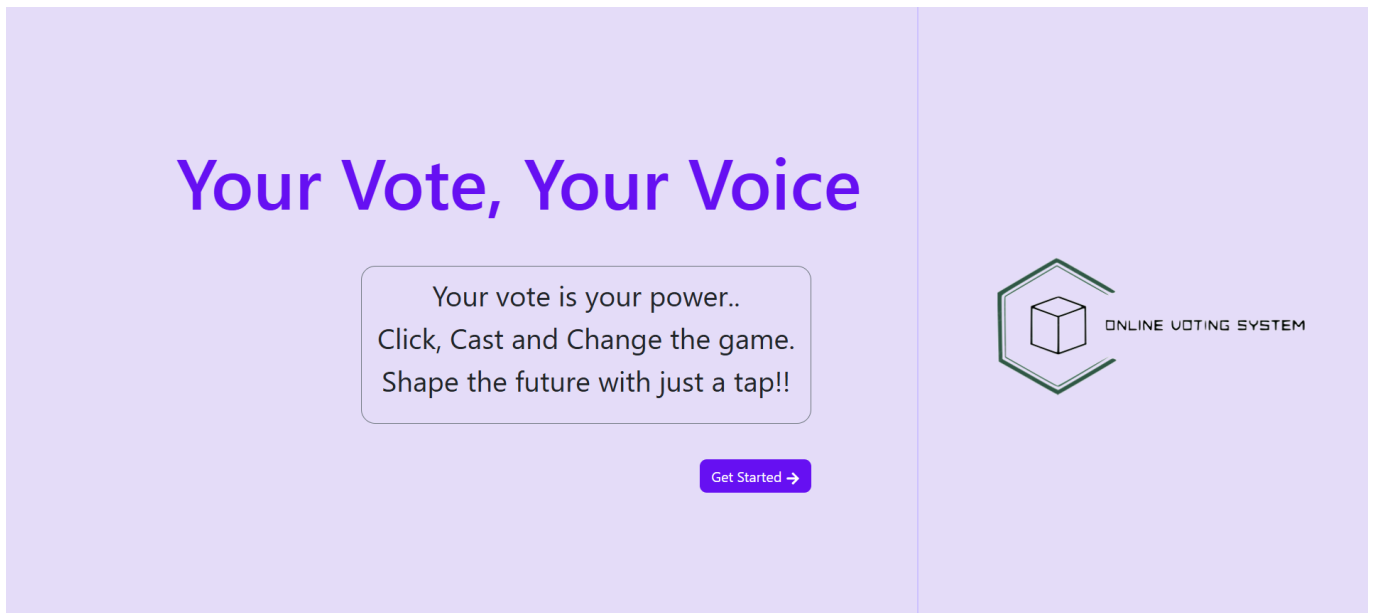 Your Vote, Your Voice
Your vote is your power..
Click, Cast and Change the game.
Shape the future with just a tap!!
Get Started
ONLINE VOTING SYSTEM